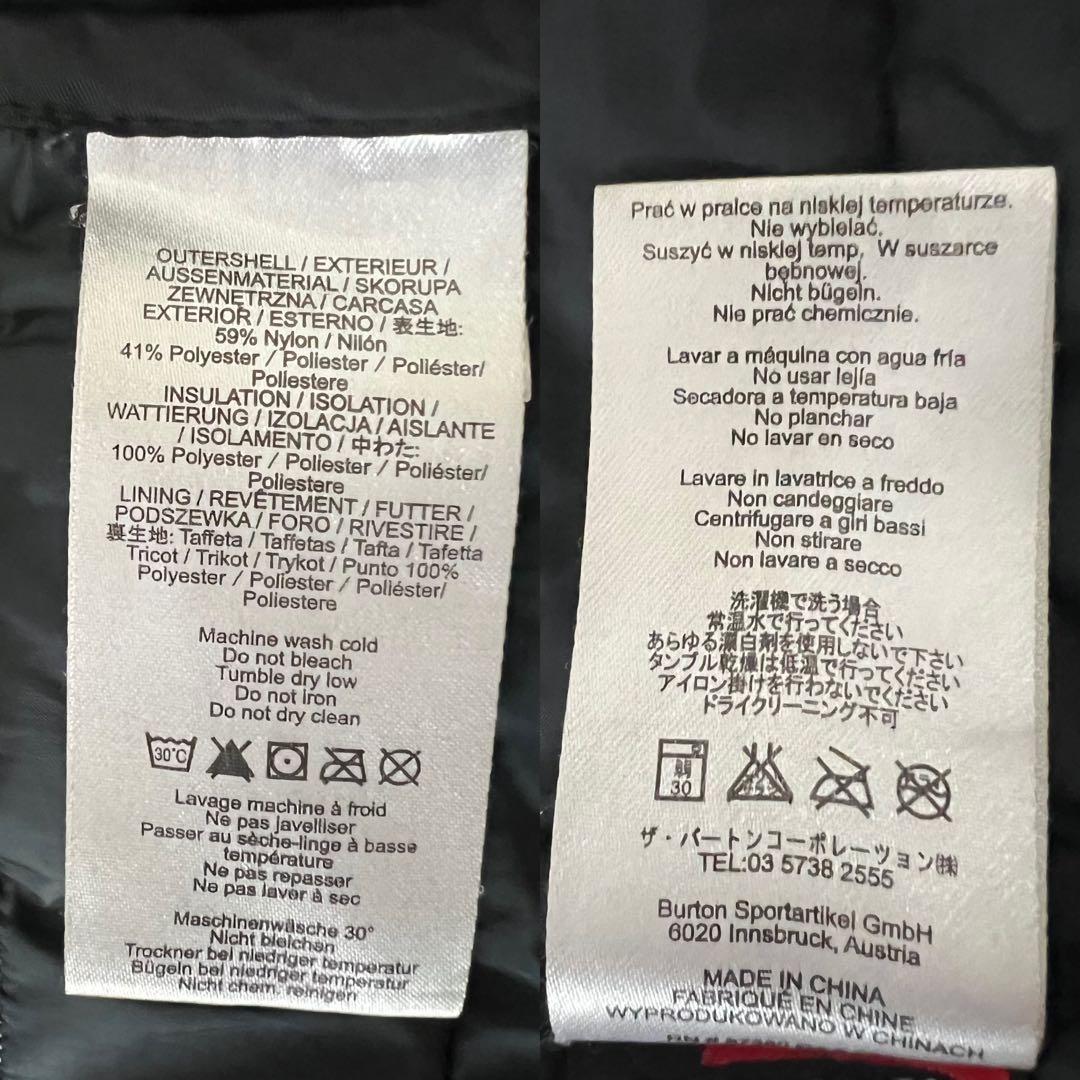 OUTERSHELL / EXTERIEUR /
AUSSENMATERIAL / SKORUPA
ZEWNĘTRZNA / CARCASA
EXTERIOR / ESTERNO / 表生地:
59% Nylon / Nilón
41% Polyester / Poliester / Poliéster/
Poliestere
INSULATION / ISOLATION /
WATTIERUNG / IZOLACJA / AISLANTE
/ ISOLAMENTO / 中わた:
100% Polyester / Poliester / Poliéster/
Poliestere
LINING / REVÊTEMENT / FUTTER /
PODSZEWKA / FORO / RIVESTIRE /
裏生地: Taffeta / Taffetas / Tafta / Tafetta
Tricot / Trikot / Trykot / Punto 100%
Polyester / Poliester / Poliéster/
Poliestere
Machine wash cold
Do not bleach
Tumble dry low
Do not iron
Do not dry clean
30°C
Lavage machine à froid
Ne pas javelliser
Passer au sèche-linge à basse
température
Ne pas repasser
Ne pas laver à sec
Maschinenwäsche 30°
Nicht bleichen
Trockner bei niedriger temperatur
Bügeln bei niedriger temperatur
Nicht chem. reinigen
Prać w pralce na niskiej temperaturze.
Nie wybielać.
Suszyć w niskiej temp, W suszarce
bębnowej.
Nicht bügeln.
Nie prać chemicznie.
Lavar a máquina con agua fría
No usar lejía
Secadora a temperatura baja
No planchar
No lavar en seco
Lavare in lavatrice a freddo
Non candeggiare
Centrifugare a giri bassi
Non stirare
Non lavare a secco
洗濯機で洗う場合
常温水で行ってください
あらゆる漂白剤を使用しないで下さい
タンブル乾燥は低温で行ってください
アイロン掛けを行わないでください
ドライクリーニング不可
弱
30
ザ・バートンコーポレーション㈱
TEL:03 5738 2555
Burton Sportartikel GmbH
6020 Innsbruck, Austria
MADE IN CHINA
FABRIQUÉ EN CHINE
WYPRODUKOWANO W CHINACH
RN #